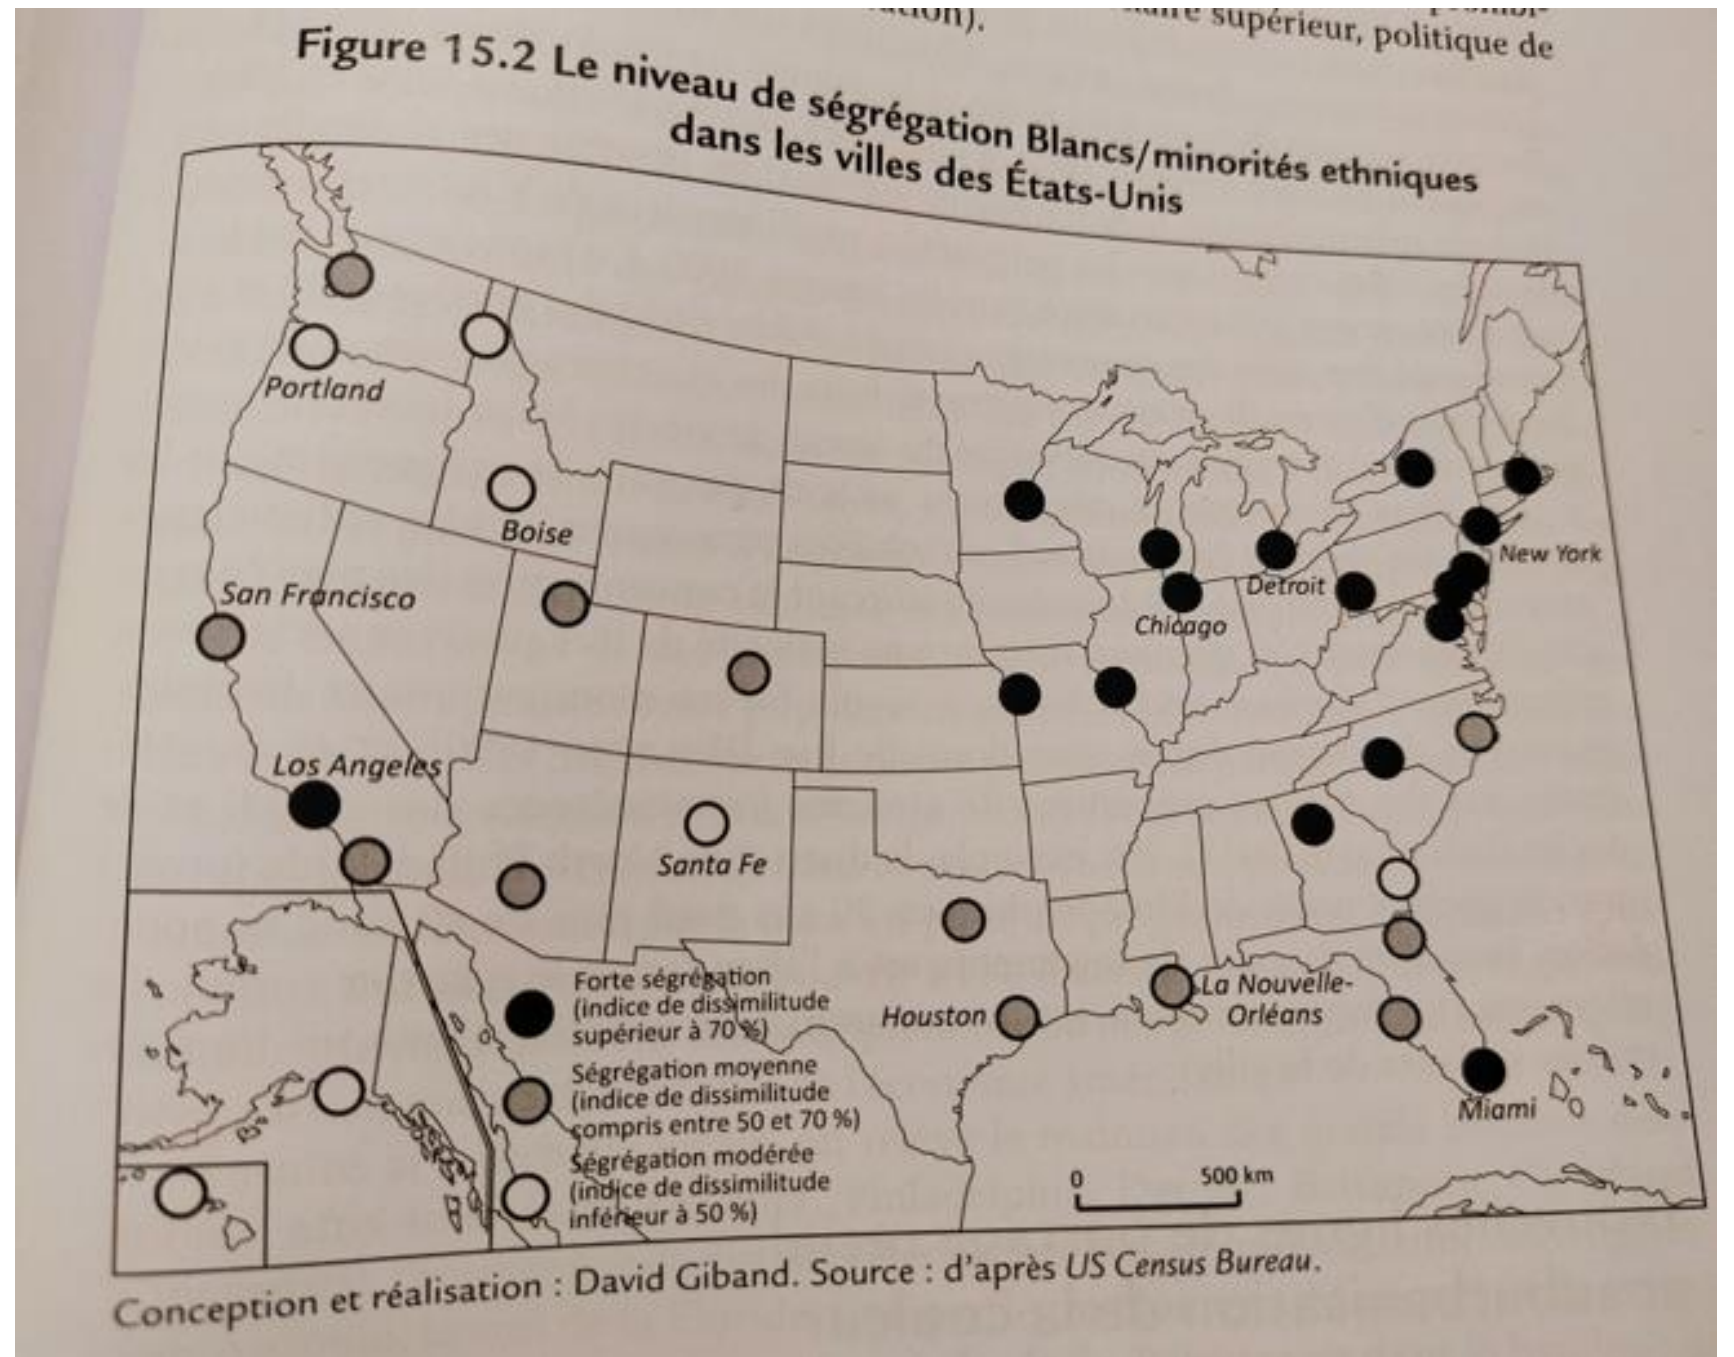 supérieur, politique de
Figure 15.2 Le niveau de ségrégation Blancs/minorités ethniques
dans les villes des États-Unis
Portland
Boise
San Francisco
New York
Detroit
Chicago
Los Angeles
Santa Fe
Houston
La Nouvelle-
Orléans
Miami
Forte ségrégation
(indice de dissimilitude
supérieur à 70 %)
Ségrégation moyenne
(indice de dissimilitude
compris entre 50 et 70 %)
Ségrégation modérée
(indice de dissimilitude
inférieur à 50 %)
0 500 km
Conception et réalisation : David Giband. Source : d'après US Census Bureau.